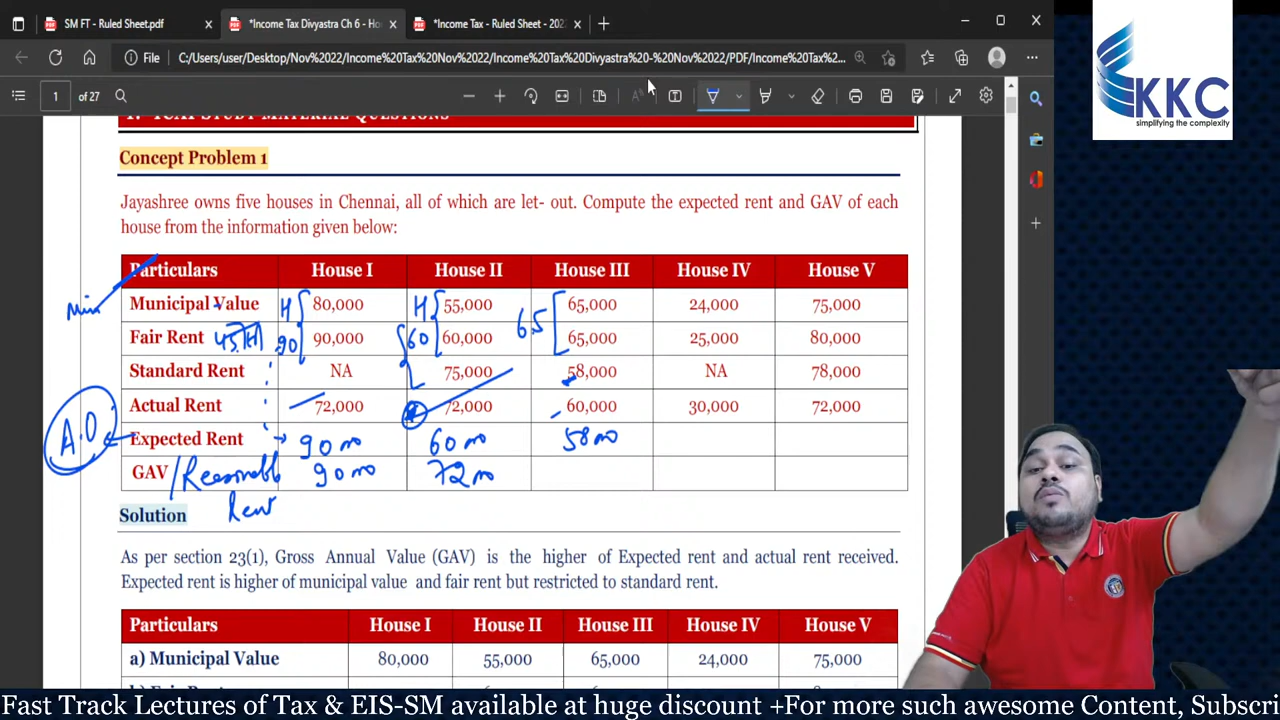 SM FT - Ruled Sheet.pdf
*Income Tax Divyastra Ch 6 - Ho
*Income Tax - Ruled Sheet - 202
File
C:/Users/user/Desktop/Nov%2022/Income%20Tax%20Nov%2022/Income%20Tax%20Divyastra%20-%20Nov%2022/PDF/Income%20Tax%2...
1 of 27
KKC
simplifying the complexity
1. ICAI STUDY MATERIAL QUESTIONS
Concept Problem 1
Jayashree owns five houses in Chennai, all of which are let- out. Compute the expected rent and GAV of each
house from the information given below:
Particulars House I House II House III House IV House V
Municipal Value H 80,000 H 55,000 65,000 24,000 75,000
Fair Rent 90 90,000 60 60,000 65 65,000 25,000 80,000
Standard Rent NA 75,000 58,000 NA 78,000
A.O Actual Rent 72,000 72,000 60,000 30,000 72,000
Expected Rent 90 60 58
GAV / Reasonable Rent 90 72
Solution
As per section 23(1), Gross Annual Value (GAV) is the higher of Expected rent and actual rent received.
Expected rent is higher of municipal value and fair rent but restricted to standard rent.
Particulars House I House II House III House IV House V
a) Municipal Value 80,000 55,000 65,000 24,000 75,000
Fast Track Lectures of Tax & EIS-SM available at huge discount +For more such awesome Content, Subscri